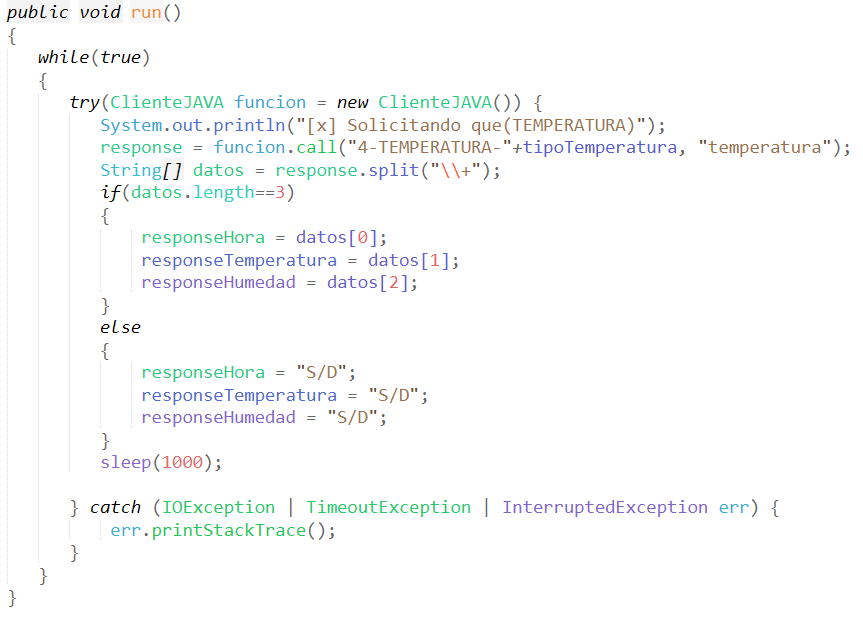 public void run()
{
while(true)
{
try(ClienteJAVA funcion = new ClienteJAVA()) {
System.out.println("[x] Solicitando que(TEMPERATURA)");
response = funcion.call("4-TEMPERATURA-"+tipoTemperatura, "temperatura");
String[] datos = response.split("\\+");
if(datos.length==3)
{
responseHora = datos[0];
responseTemperatura = datos[1];
responseHumedad = datos[2];
}
else
{
responseHora = "S/D";
responseTemperatura = "S/D";
responseHumedad = "S/D";
}
sleep(1000);
} catch (IOException | TimeoutException | InterruptedException err) {
err.printStackTrace();
}
}
}